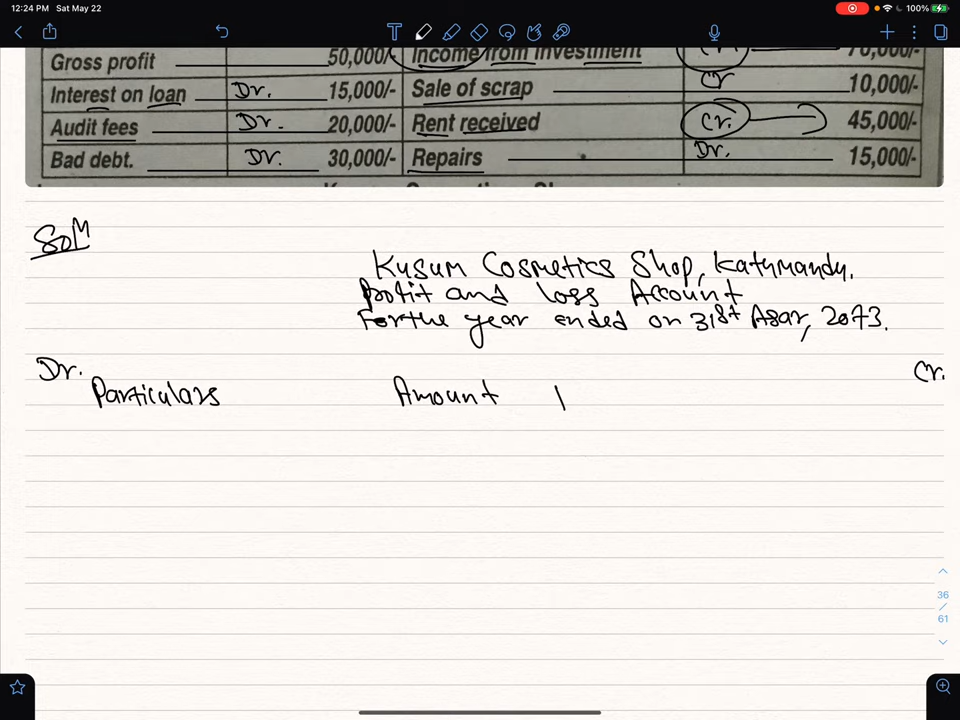 12:24 PM Sat May 22
100%
Gross profit 50,000/- Income from investment Cr. 70,000/-
Interest on loan Dr. 15,000/- Sale of scrap Cr 10,000/-
Audit fees Dr. 20,000/- Rent received Cr. 45,000/-
Bad debt. Dr. 30,000/- Repairs Dr. 15,000/-
Soln
Kusum Cosmetics Shop, Kathmandu.
Profit and loss Account
For the year ended on 31st Asar, 2073.
Dr. Cr.
Particulars Amount
36
/
61